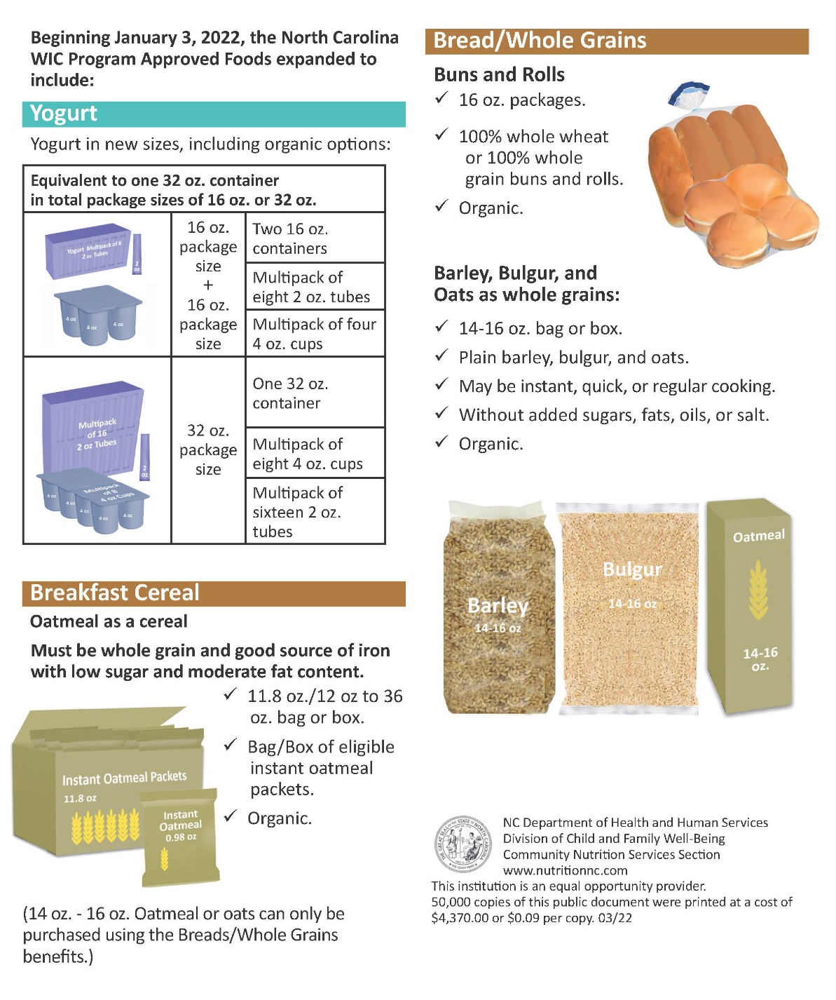 Beginning January 3, 2022, the North Carolina
WIC Program Approved Foods expanded to
include:
Yogurt
Yogurt in new sizes, including organic options:
Equivalent to one 32 oz. container
in total package sizes of 16 oz. or 32 oz.
Yogurt Multipack of 8
2 oz. Tubes
2
oz
4 oz
4 oz
4 oz
16 oz.
package
size
+
16 oz.
package
size
Two 16 oz.
containers
Multipack of
eight 2 oz. tubes
Multipack of four
4 oz. cups
Multipack
of 16
2 oz Tubes
2
oz
Multipack
of 8
4 oz Cups
4 oz
4 oz
4 oz
4 oz
4 oz
32 oz.
package
size
One 32 oz.
container
Multipack of
eight 4 oz. cups
Multipack of
sixteen 2 oz.
tubes
Breakfast Cereal
Oatmeal as a cereal
Must be whole grain and good source of iron
with low sugar and moderate fat content.
✓ 11.8 oz./12 oz to 36
oz. bag or box.
✓ Bag/Box of eligible
instant oatmeal
packets.
✓ Organic.
Instant Oatmeal Packets
11.8 oz
Instant
Oatmeal
0.98 oz
(14 oz. - 16 oz. Oatmeal or oats can only be
purchased using the Breads/Whole Grains
benefits.)
Bread/Whole Grains
Buns and Rolls
✓ 16 oz. packages.
✓ 100% whole wheat
or 100% whole
grain buns and rolls.
✓ Organic.
Barley, Bulgur, and
Oats as whole grains:
✓ 14-16 oz. bag or box.
✓ Plain barley, bulgur, and oats.
✓ May be instant, quick, or regular cooking.
✓ Without added sugars, fats, oils, or salt.
✓ Organic.
Barley
14-16 oz
Bulgur
14-16 oz
Oatmeal
14-16
oz.
THE GREAT SEAL OF THE STATE OF NORTH CAROLINA
NC Department of Health and Human Services
Division of Child and Family Well-Being
Community Nutrition Services Section
www.nutritionnc.com
This institution is an equal opportunity provider.
50,000 copies of this public document were printed at a cost of
$4,370.00 or $0.09 per copy. 03/22